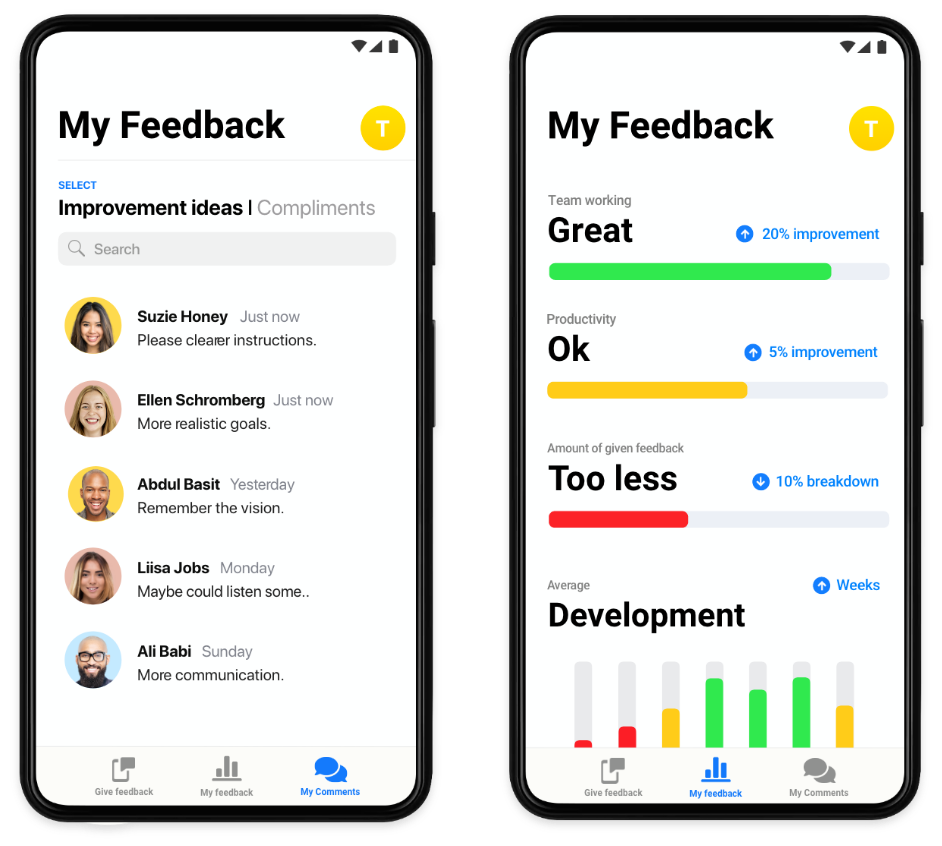 My Feedback
T
SELECT
Improvement ideas | Compliments
Search
Suzie Honey Just now
Please clearer instructions.
Ellen Schromberg Just now
More realistic goals.
Abdul Basit Yesterday
Remember the vision.
Liisa Jobs Monday
Maybe could listen some..
Ali Babi Sunday
More communication.
Give feedback
My feedback
My Comments
My Feedback
T
Team working
Great
20% improvement
Productivity
Ok
5% improvement
Amount of given feedback
Too less
10% breakdown
Average
Weeks
Development
Give feedback
My feedback
My Comments